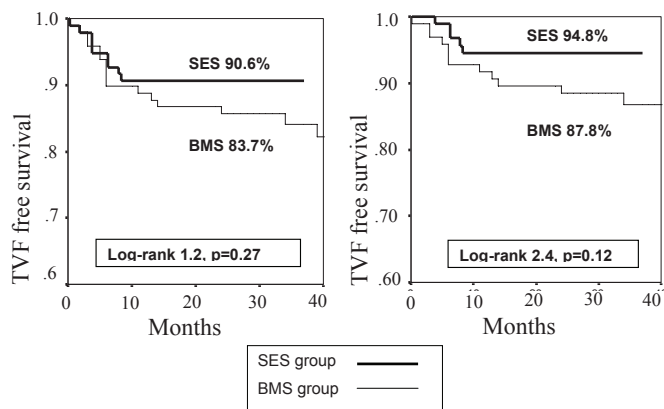 TVF free survival
1.0
.9
.8
.7
.6
SES 90.6%
BMS 83.7%
Log-rank 1.2, p=0.27
0 10 20 30 40
Months
TVF free survival
1.0
.90
.80
.70
.60
SES 94.8%
BMS 87.8%
Log-rank 2.4, p=0.12
0 10 20 30 40
Months
SES group
BMS group